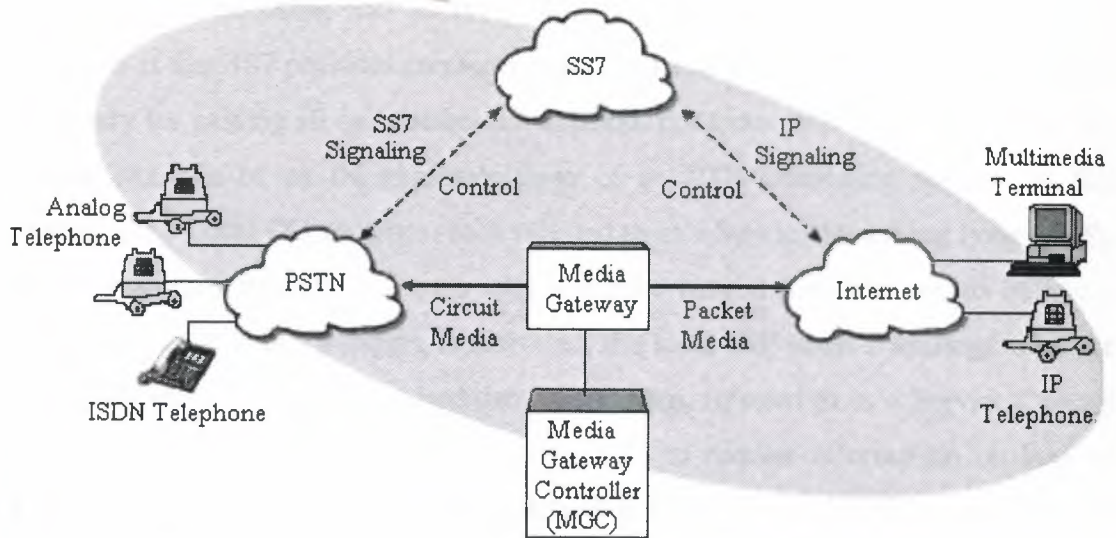 SS7
SS7
Signaling
IP
Signaling
Control
Control
Multimedia
Terminal
Analog
Telephone
PSTN
Media
Gateway
Internet
Circuit
Media
Packet
Media
ISDN Telephone
IP
Telephone
Media
Gateway
Controller
(MGC)